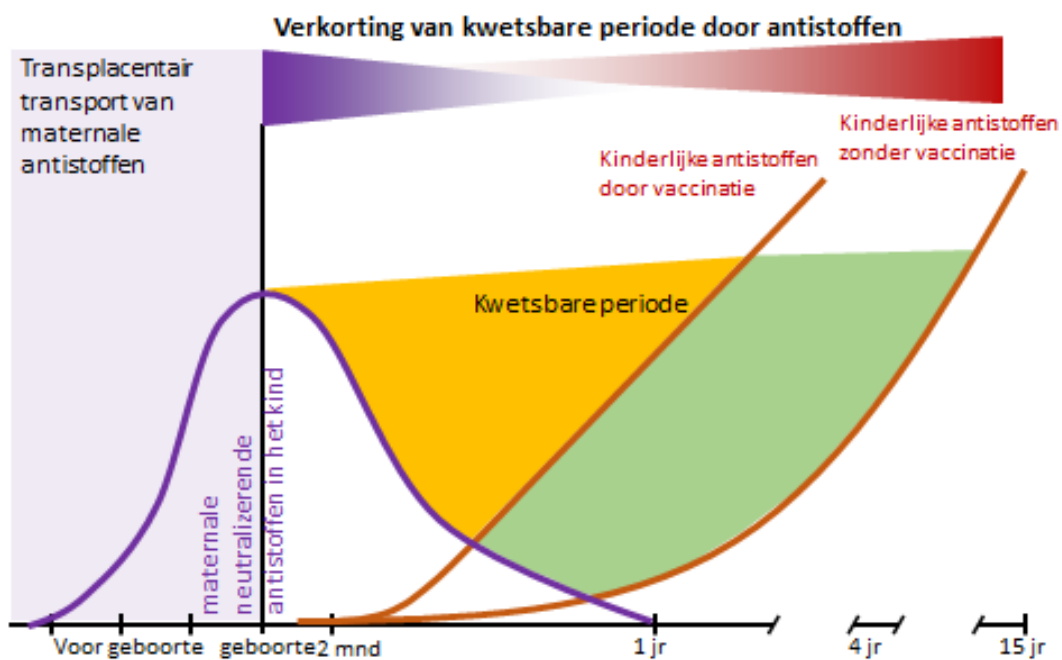 Verkorting van kwetsbare periode door antistoffen
Transplacentair
transport van
maternale
antistoffen
Kinderlijke antistoffen
zonder vaccinatie
Kinderlijke antistoffen
door vaccinatie
Kwetsbare periode
maternale
neutralizerende
antistoffen in het kind
Voor geboorte geboorte 2 mnd 1 jr 4 jr 15 jr